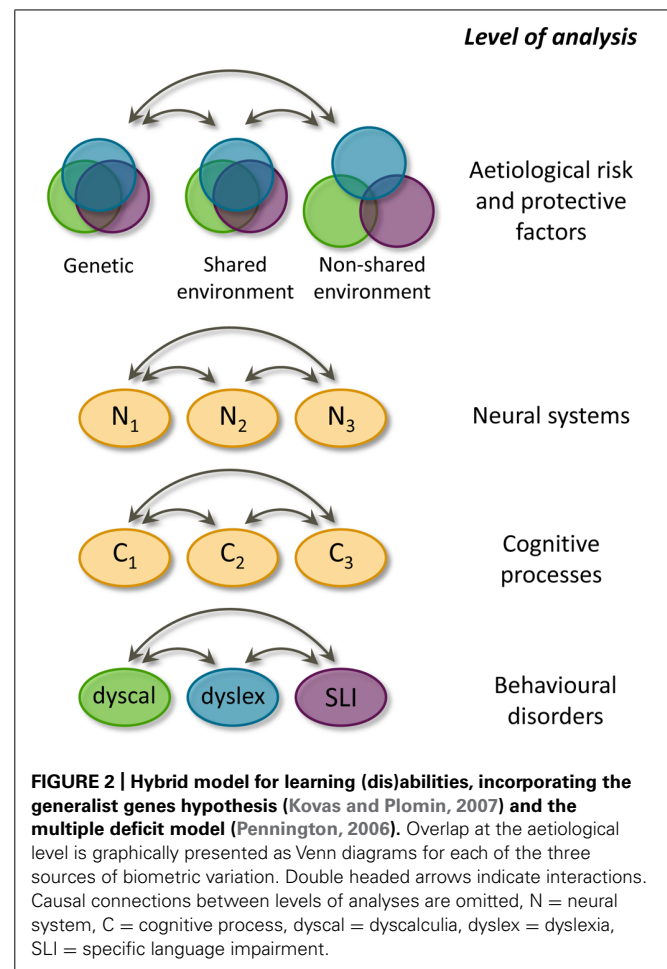 Level of analysis
Aetiological risk
and protective
factors
Genetic
Shared
environment
Non-shared
environment
N1
N2
N3
Neural systems
C1
C2
C3
Cognitive
processes
dyscal
dyslex
SLI
Behavioural
disorders
FIGURE 2 | Hybrid model for learning (dis)abilities, incorporating the
generalist genes hypothesis (Kovas and Plomin, 2007) and the
multiple deficit model (Pennington, 2006). Overlap at the aetiological
level is graphically presented as Venn diagrams for each of the three
sources of biometric variation. Double headed arrows indicate interactions.
Causal connections between levels of analyses are omitted, N = neural
system, C = cognitive process, dyscal = dyscalculia, dyslex = dyslexia,
SLI = specific language impairment.